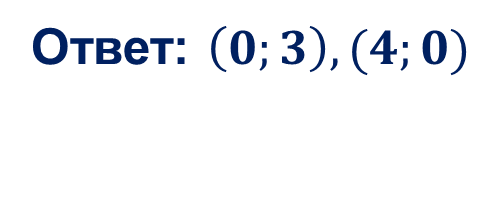 Ответ: (0; 3), (4; 0)